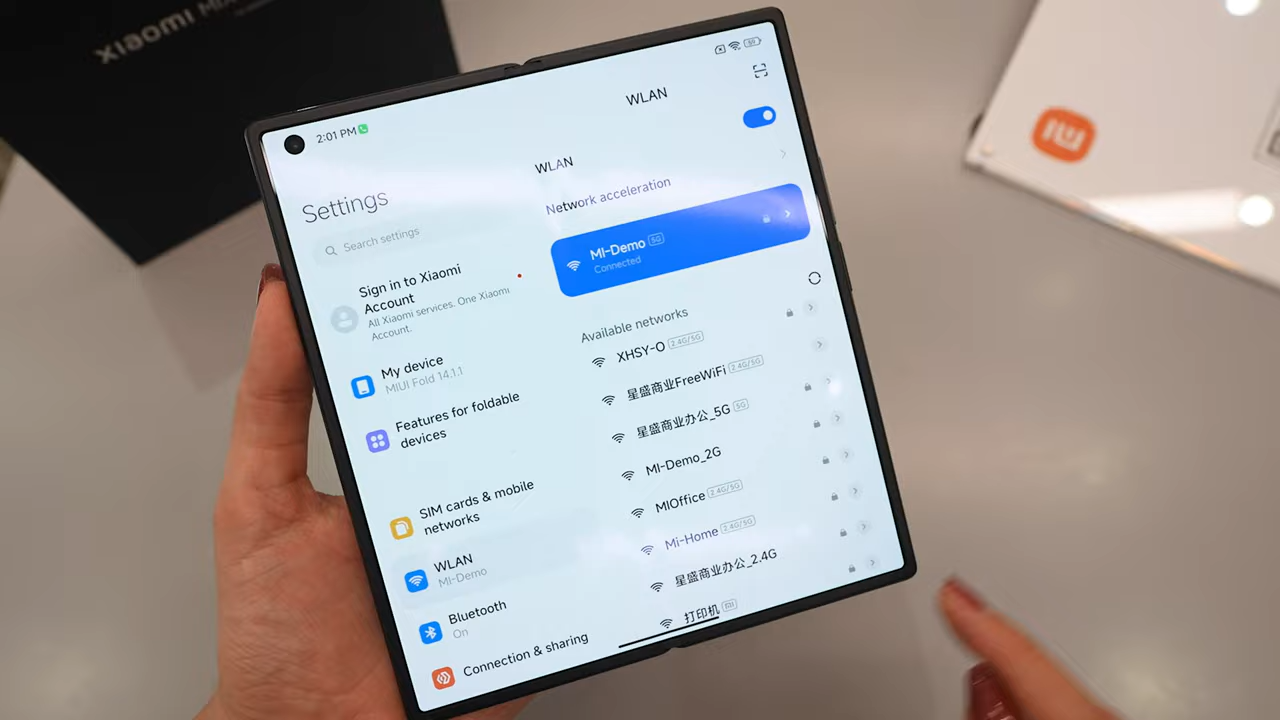 xiaomi MIX
2:01 PM
59
Settings
Search settings
Sign in to Xiaomi
Account
All Xiaomi services. One Xiaomi
Account.
My device
MIUI Fold 14.1.1
Features for foldable
devices
SIM cards & mobile
networks
WLAN
MI-Demo
Bluetooth
On
Connection & sharing
WLAN
WLAN
Network acceleration
MI-Demo 5G
Connected
Available networks
XHSY-O 2.4G/5G
星盛商业FreeWiFi 2.4G/5G
星盛商业办公_5G 5G
MI-Demo_2G
MIOffice 2.4G/5G
Mi-Home 2.4G/5G
星盛商业办公_2.4G
打印机 mi
mi